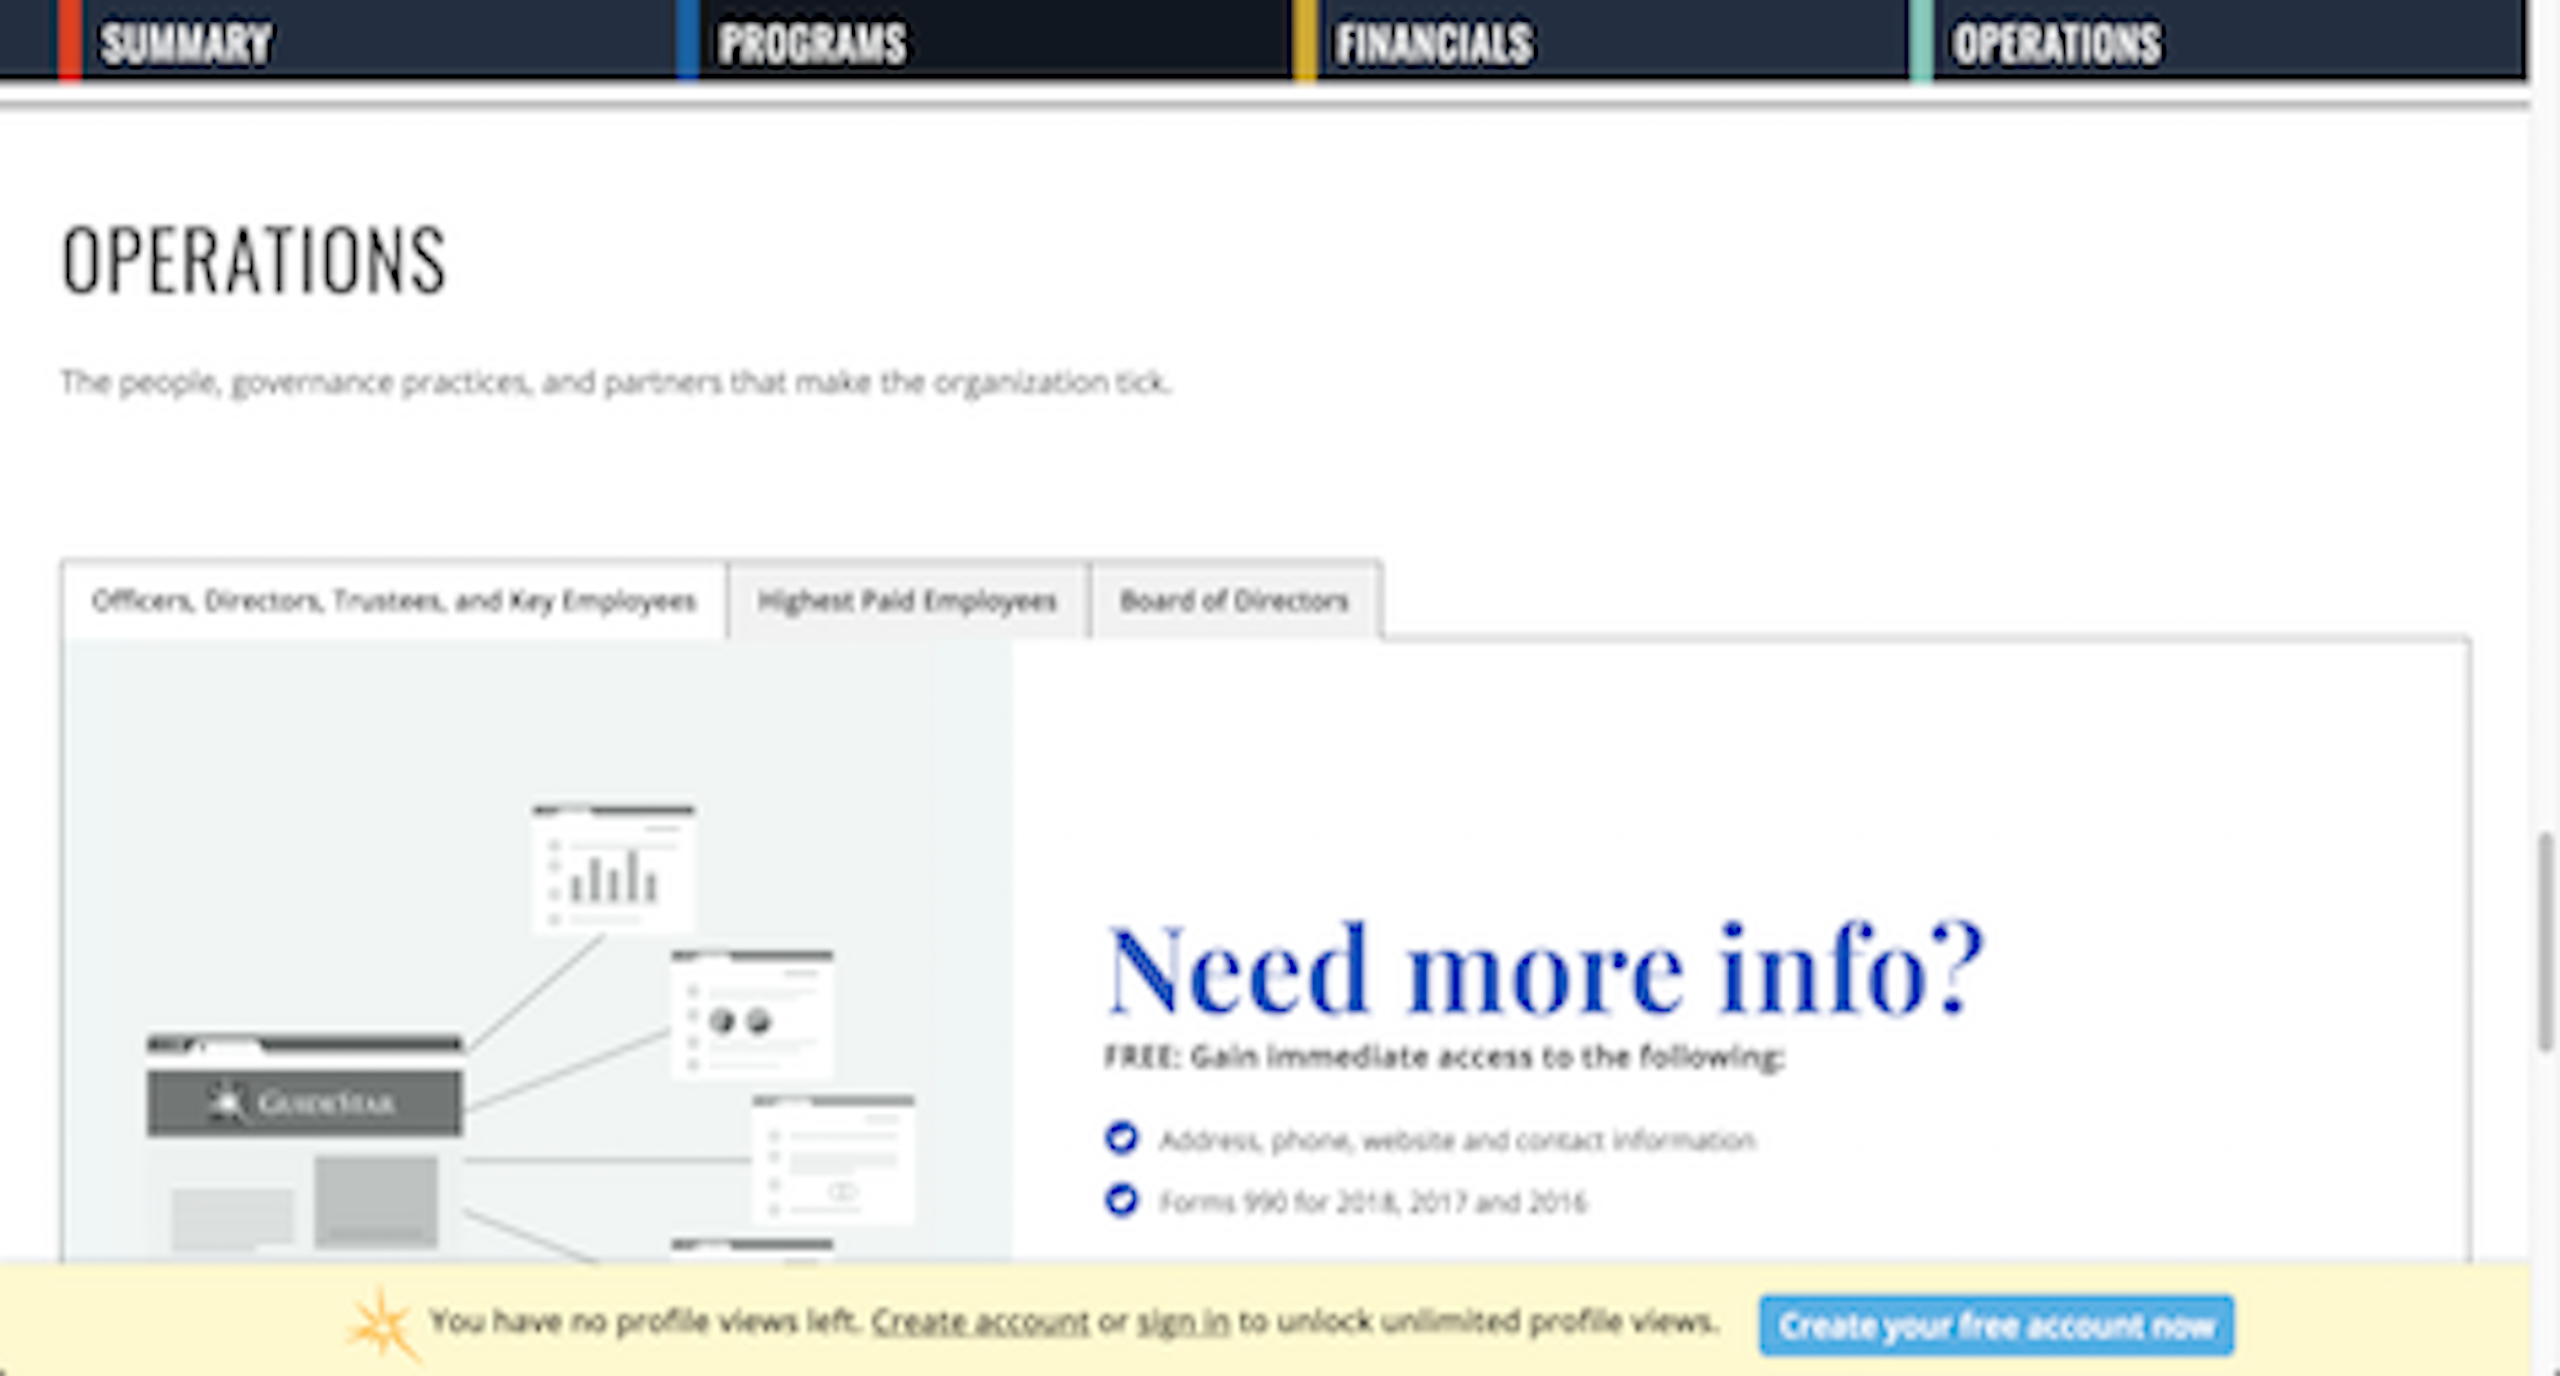 SUMMARY
PROGRAMS
FINANCIALS
OPERATIONS
OPERATIONS
The people, governance practices, and partners that make the organization tick.
Officers, Directors, Trustees, and Key Employees
Highest Paid Employees
Board of Directors
GUIDESTAR
Need more info?
FREE: Gain immediate access to the following:
Address, phone, website and contact information
Forms 990 for 2018, 2017 and 2016
You have no profile views left. Create account or sign in to unlock unlimited profile views.
Create your free account now